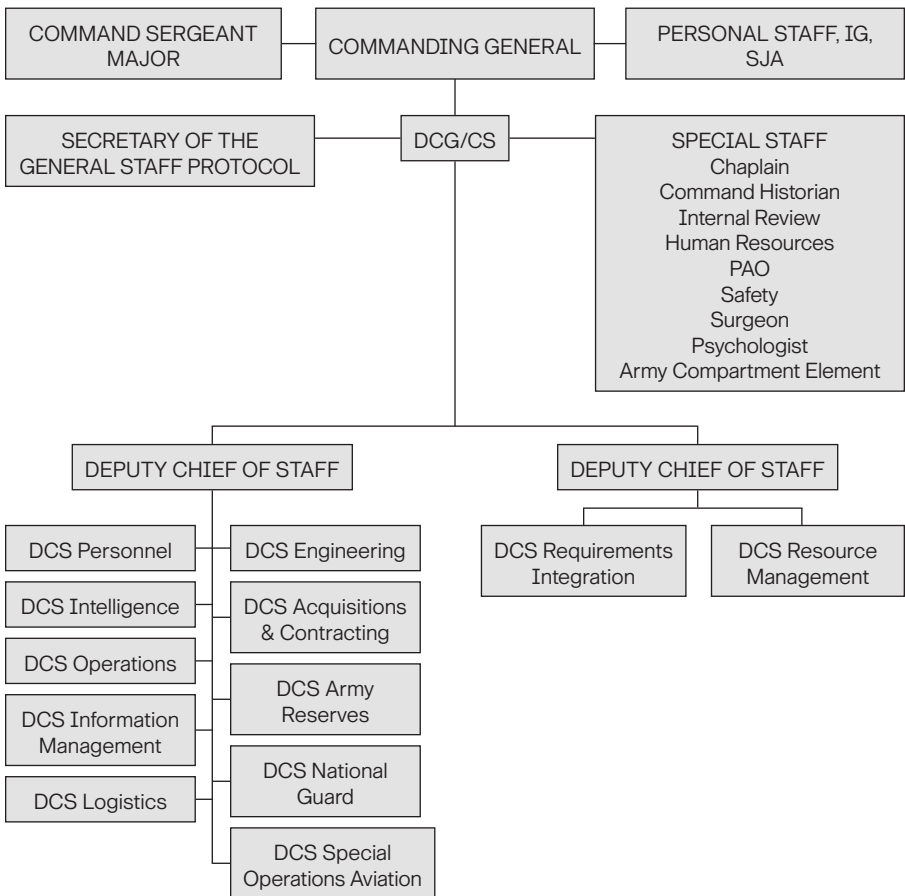 COMMAND SERGEANT
MAJOR
COMMANDING GENERAL
PERSONAL STAFF, IG,
SJA
SECRETARY OF THE
GENERAL STAFF PROTOCOL
DCG/CS
SPECIAL STAFF
Chaplain
Command Historian
Internal Review
Human Resources
PAO
Safety
Surgeon
Psychologist
Army Compartment Element
DEPUTY CHIEF OF STAFF
DEPUTY CHIEF OF STAFF
DCS Personnel
DCS Intelligence
DCS Operations
DCS Information
Management
DCS Logistics
DCS Engineering
DCS Acquisitions
& Contracting
DCS Army
Reserves
DCS National
Guard
DCS Special
Operations Aviation
DCS Requirements
Integration
DCS Resource
Management